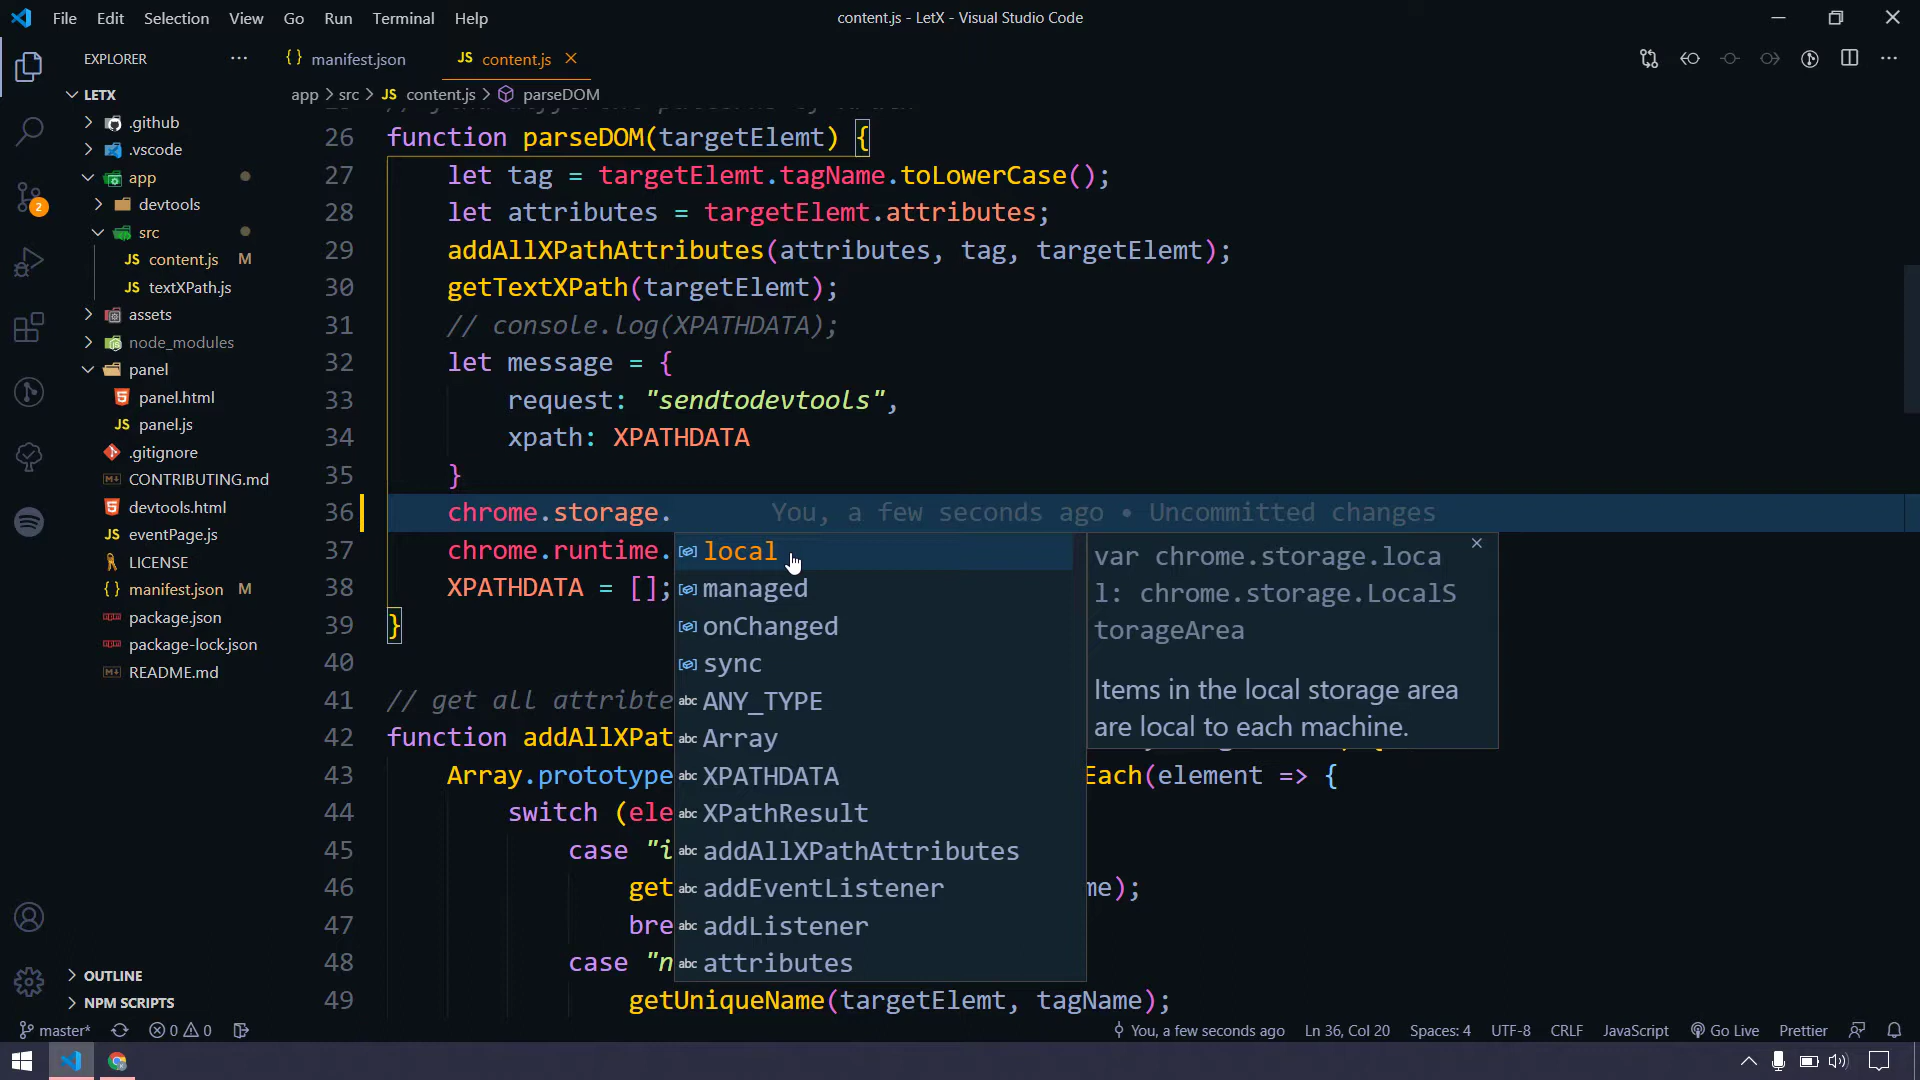 File Edit Selection View Go Run Terminal Help
content.js - LetX - Visual Studio Code
EXPLORER
manifest.json
JS content.js
app > src > JS content.js > parseDOM
LETX
.github
.vscode
app
devtools
src
JS content.js M
JS textXPath.js
assets
node_modules
panel
panel.html
JS panel.js
.gitignore
CONTRIBUTING.md
devtools.html
JS eventPage.js
LICENSE
manifest.json M
package.json
package-lock.json
README.md
OUTLINE
NPM SCRIPTS
2
26 function parseDOM(targetElemt) {
27 let tag = targetElemt.tagName.toLowerCase();
28 let attributes = targetElemt.attributes;
29 addAllXPathAttributes(attributes, tag, targetElemt);
30 getTextXPath(targetElemt);
31 // console.log(XPATHDATA);
32 let message = {
33 request: "sendtodevtools",
34 xpath: XPATHDATA
35 }
36 chrome.storage. You, a few seconds ago • Uncommitted changes
37 chrome.runtime.
38 XPATHDATA = [];
39 }
40
41 // get all attribte
42 function addAllXPat
43 Array.prototype Each(element => {
44 switch (ele
45 case "i
46 get me);
47 bre
48 case "n
49 getUniqueName(targetElemt, tagName);
local
managed
onChanged
sync
abc ANY_TYPE
abc Array
abc XPATHDATA
abc XPathResult
abc addAllXPathAttributes
abc addEventListener
abc addListener
abc attributes
var chrome.storage.loca
l: chrome.storage.LocalS
torageArea
Items in the local storage area
are local to each machine.
master* 0 0 You, a few seconds ago Ln 36, Col 20 Spaces: 4 UTF-8 CRLF JavaScript Go Live Prettier